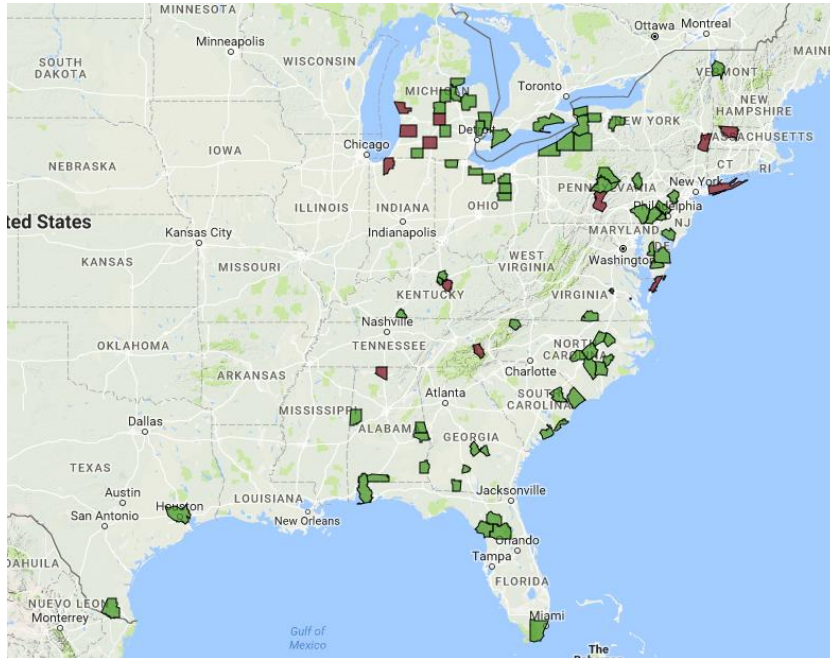 MINNESOTA
Ottawa
Montreal
Minneapolis
MAINE
SOUTH
DAKOTA
WISCONSIN
VERMONT
MICHIGAN
Toronto
NEW YORK
NEW
HAMPSHIRE
Detroit
MASSACHUSETTS
Chicago
IOWA
CT
RI
NEBRASKA
PENNSYLVANIA
New York
ILLINOIS
INDIANA
OHIO
Philadelphia
ted States
Indianapolis
MARYLAND
NJ
Kansas City
DE
Washington
KANSAS
MISSOURI
WEST
VIRGINIA
KENTUCKY
VIRGINIA
Nashville
TENNESSEE
OKLAHOMA
NORTH
CAROLINA
ARKANSAS
Charlotte
Atlanta
SOUTH
CAROLINA
MISSISSIPPI
Dallas
ALABAMA
GEORGIA
TEXAS
LOUISIANA
Jacksonville
Austin
Houston
San Antonio
New Orleans
Orlando
Tampa
OAHUILA
FLORIDA
NUEVO LEON
Monterrey
Miami
Gulf of
Mexico
The